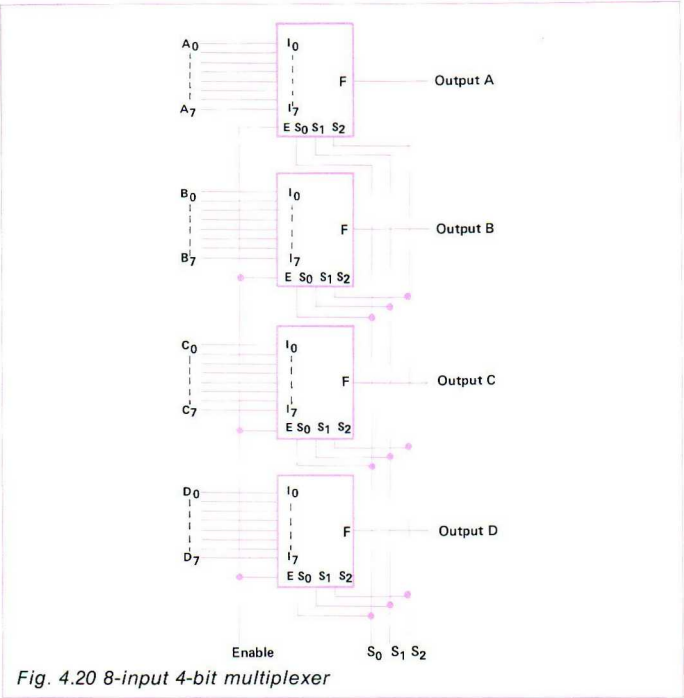 A0 I0
F Output A
A7 I7
E S0 S1 S2
B0 I0
F Output B
B7 I7
E S0 S1 S2
C0 I0
F Output C
C7 I7
E S0 S1 S2
D0 I0
F Output D
D7 I7
E S0 S1 S2
Enable S0 S1 S2
Fig. 4.20 8-input 4-bit multiplexer